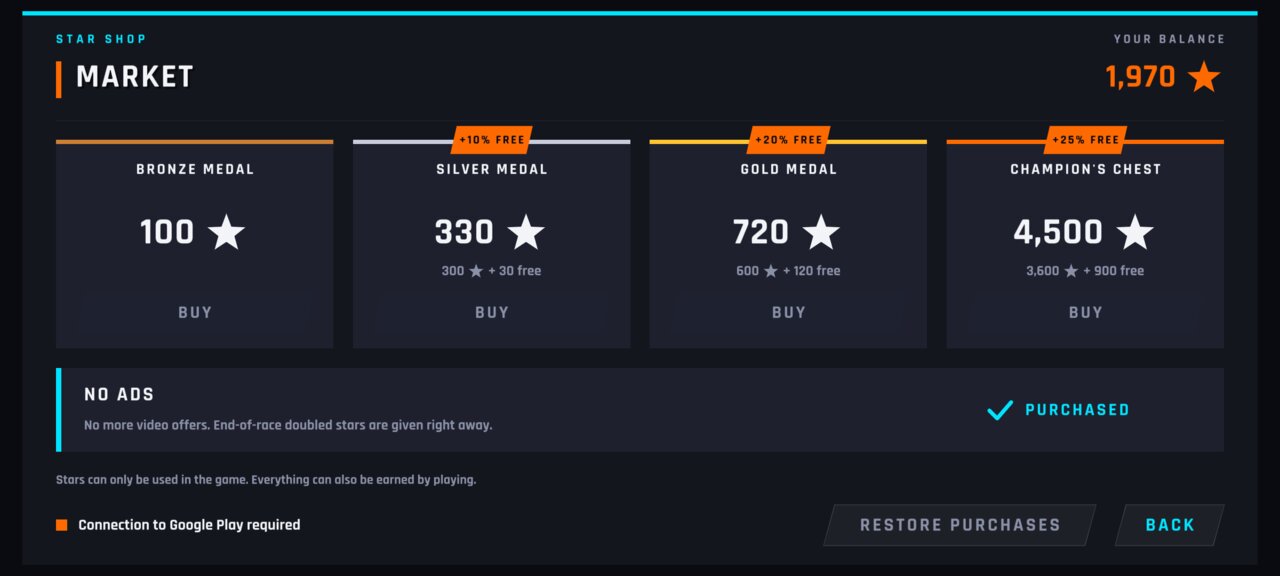 STAR SHOP
YOUR BALANCE
MARKET
1,970
+10% FREE
+20% FREE
+25% FREE
BRONZE MEDAL
SILVER MEDAL
GOLD MEDAL
CHAMPION'S CHEST
100
330
720
4,500
300 ★ + 30 free
600 ★ + 120 free
3,600 ★ + 900 free
BUY
BUY
BUY
BUY
NO ADS
No more video offers. End-of-race doubled stars are given right away.
PURCHASED
Stars can only be used in the game. Everything can also be earned by playing.
Connection to Google Play required
RESTORE PURCHASES
BACK